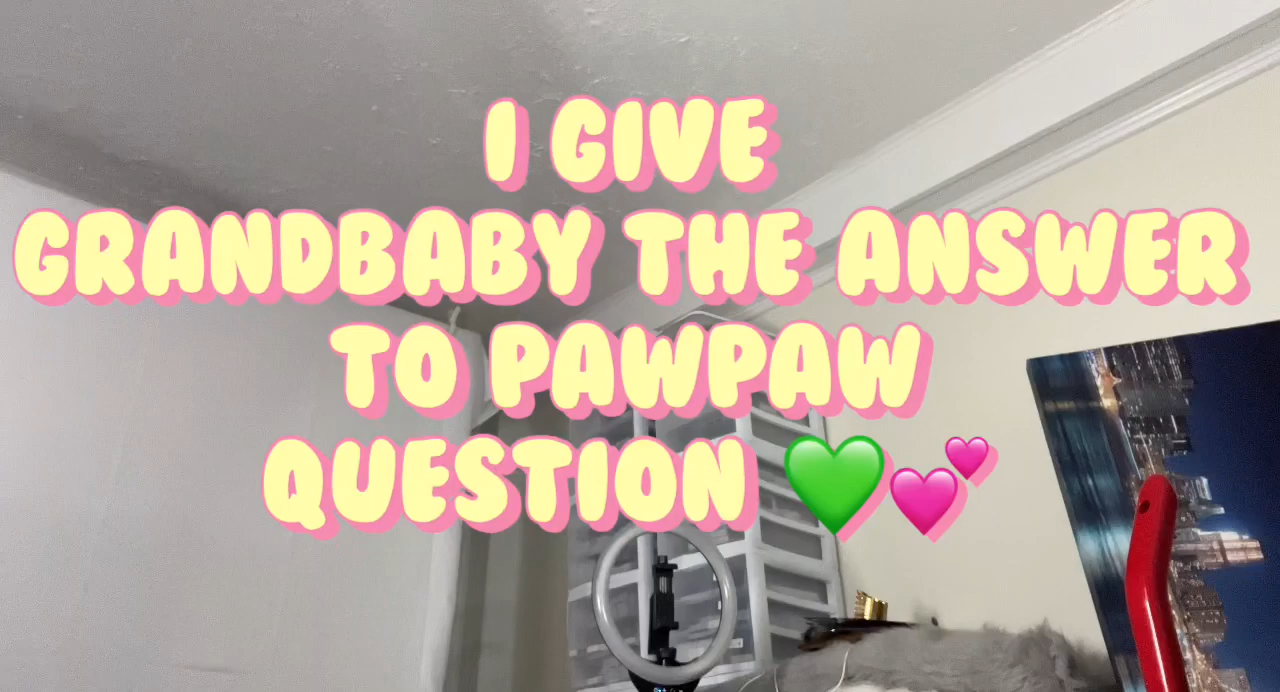 I GIVE
GRANDBABY THE ANSWER
TO PAWPAW
QUESTION 💚💕